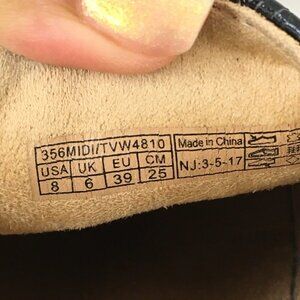 356MIDI/TVW4810
USA UK EU CM
8 6 39 25
Made in China
NJ:3-5-17